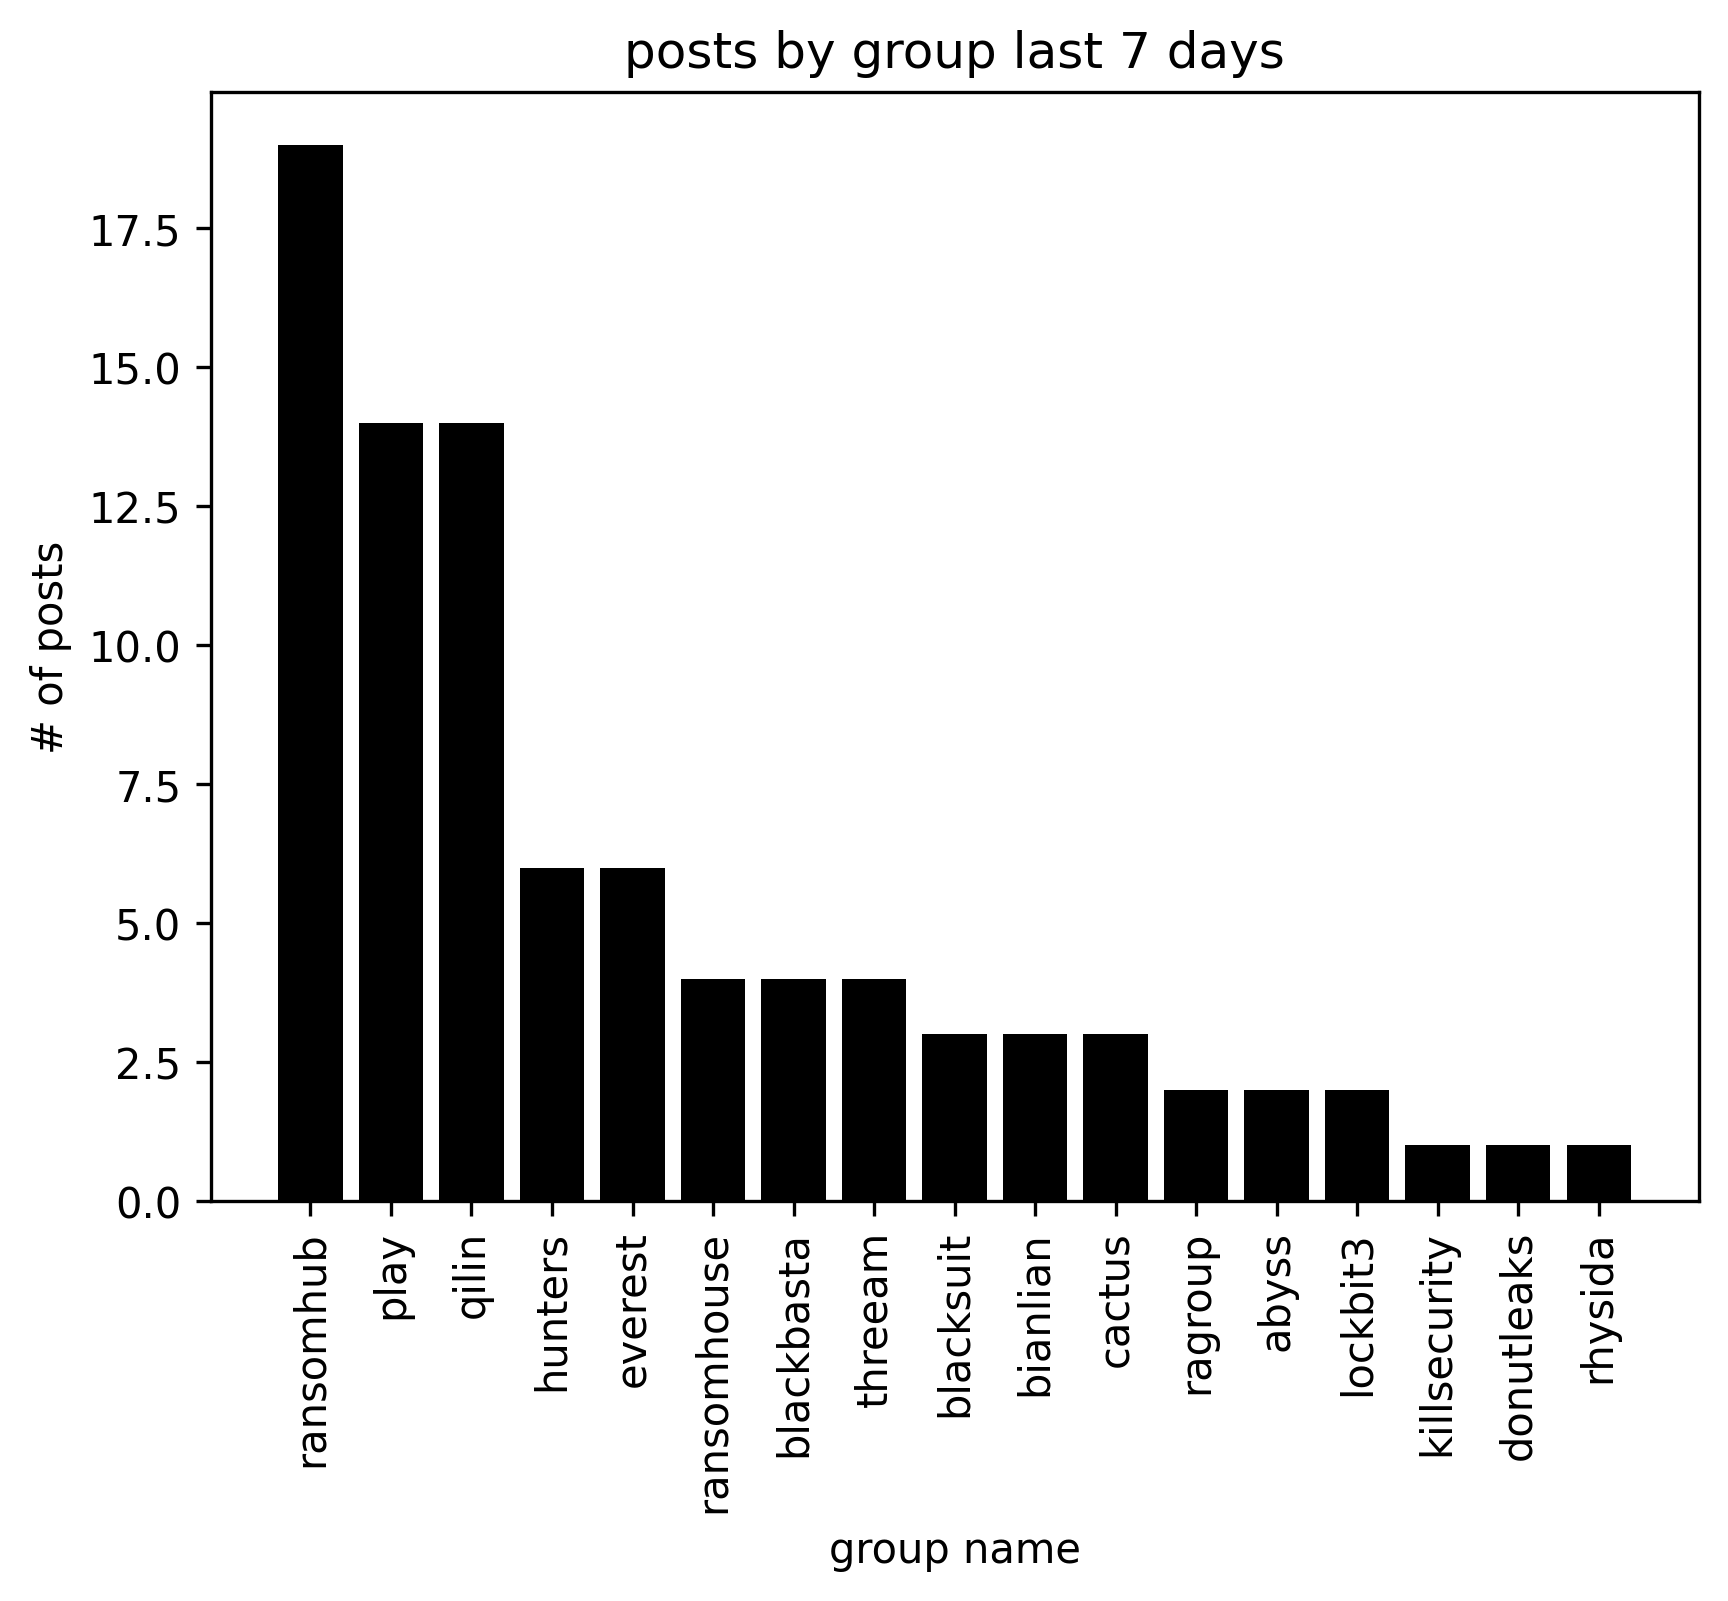 posts by group last 7 days
# of posts
17.5
15.0
12.5
10.0
7.5
5.0
2.5
0.0
ransomhub
play
qilin
hunters
everest
ransomhouse
blackbasta
threeam
blacksuit
bianlian
cactus
ragroup
abyss
lockbit3
killsecurity
donutleaks
rhysida
group name